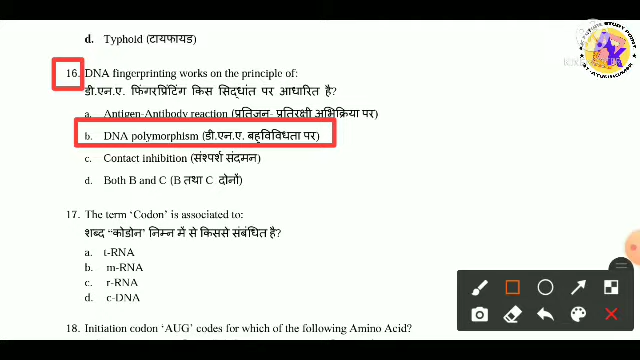 d. Typhoid (टायफायड)
16. DNA fingerprinting works on the principle of:
डी.एन.ए. फिंगरप्रिंटिंग किस सिद्धांत पर आधारित है?
a. Antigen-Antibody reaction (प्रतिजन- प्रतिरक्षी अभिक्रिया पर)
b. DNA polymorphism (डी.एन.ए. बहुविविधता पर)
c. Contact inhibition (संश्पर्श संदमन)
d. Both B and C (B तथा C दोनों)
17. The term 'Codon' is associated to:
शब्द "कोडोन" निम्न में से किससे संबंधित है?
a. t-RNA
b. m-RNA
c. r-RNA
d. c-DNA
18. Initiation codon 'AUG' codes for which of the following Amino Acid?